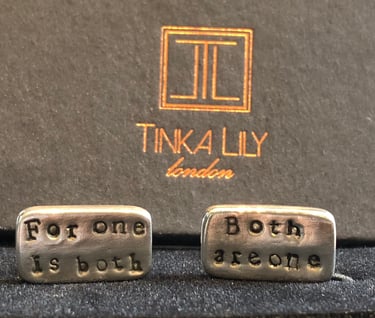 TINKA LILY
london
For one
is both
Both
are one